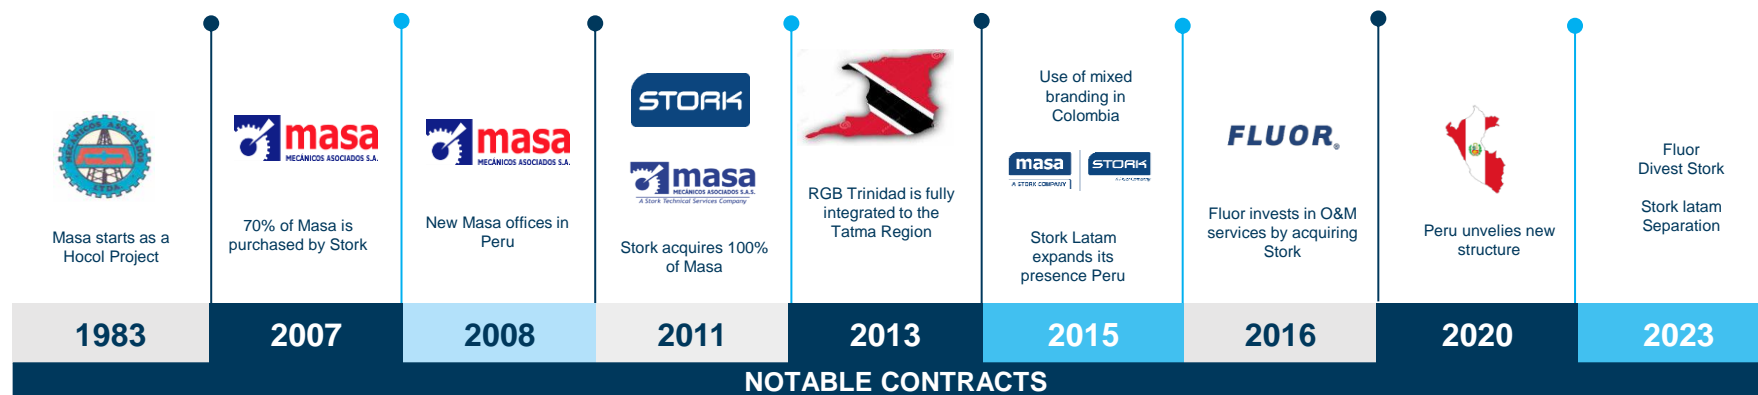 MECÁNICOS ASOCIADOS
LTDA.
Masa starts as a
Hocol Project
masa
MECÁNICOS ASOCIADOS S.A.
70% of Masa is
purchased by Stork
masa
MECÁNICOS ASOCIADOS S.A.
New Masa offices in
Peru
STORK
masa
MECÁNICOS ASOCIADOS S.A.S.
A Stork Technical Services Company
Stork acquires 100%
of Masa
RGB Trinidad is fully
integrated to the
Tatma Region
Use of mixed
branding in
Colombia
masa
A STORK COMPANY
STORK
Stork Latam
expands its
presence Peru
FLUOR®
Fluor invests in O&M
services by acquiring
Stork
Peru unvelies new
structure
Fluor
Divest Stork
Stork latam
Separation
1983
2007
2008
2011
2013
2015
2016
2020
2023
NOTABLE CONTRACTS